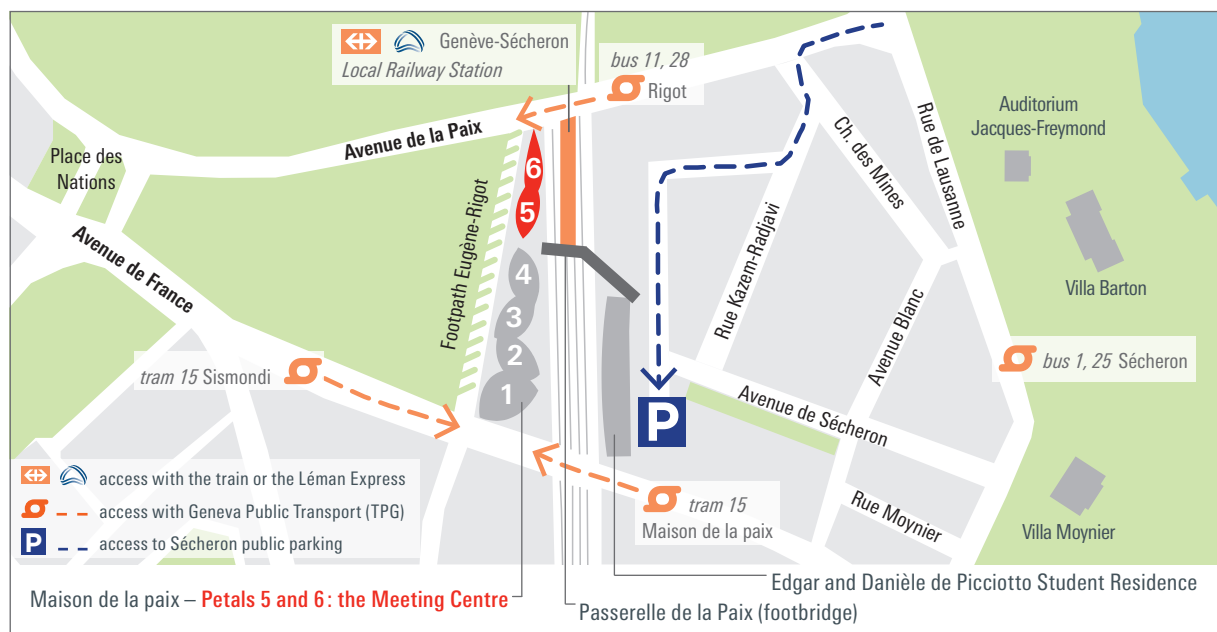 Genève-Sécheron
Local Railway Station
bus 11, 28
Rigot
Auditorium
Jacques-Freymond
Place des
Nations
Avenue de la Paix
Ch. des Mines
Rue de Lausanne
6
5
4
3
2
1
Avenue de France
Footpath Eugène-Rigot
Rue Kazem-Radjavi
Villa Barton
Avenue Blanc
tram 15 Sismondi
bus 1, 25 Sécheron
P
Avenue de Sécheron
access with the train or the Léman Express
access with Geneva Public Transport (TPG)
P access to Sécheron public parking
tram 15
Maison de la paix
Rue Moynier
Villa Moynier
Maison de la paix – Petals 5 and 6: the Meeting Centre
Edgar and Danièle de Picciotto Student Residence
Passerelle de la Paix (footbridge)